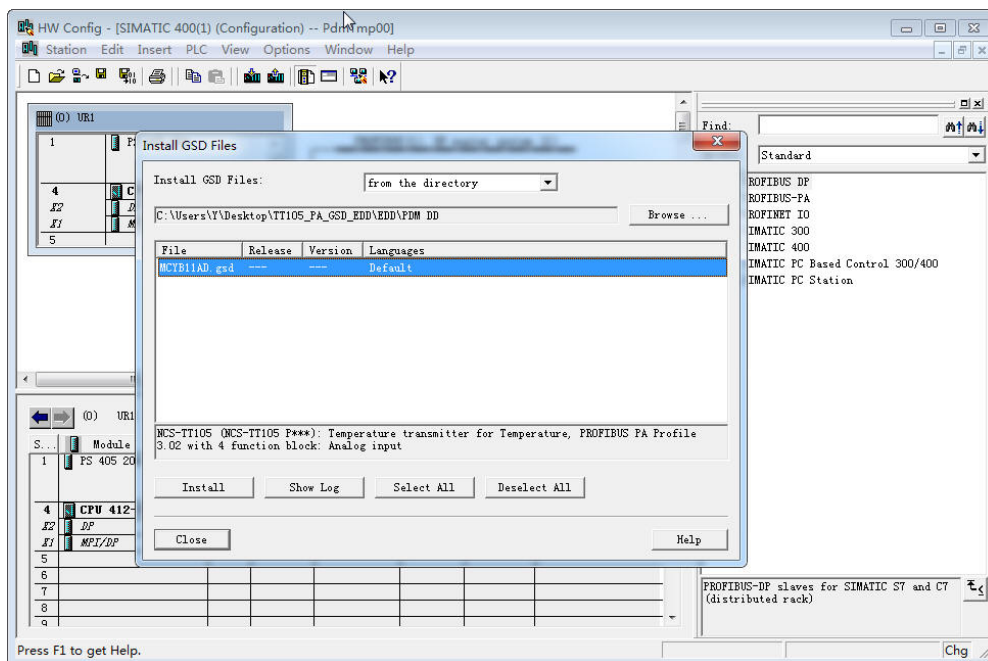 HW Config - [SIMATIC 400(1) (Configuration) -- Pdm Tmp00]
Station Edit Insert PLC View Options Window Help
(0) UR1
Find:
Install GSD Files
Standard
Install GSD Files: from the directory
C:\Users\Y\Desktop\TT105_PA_GSD_EDD\EDD\PDM DD
Browse ...
File Release Version Languages
MCYB11AD.gsd --- --- Default
NCS-TT105 (NCS-TT105 P***): Temperature transmitter for Temperature, PROFIBUS PA Profile
3.02 with 4 function block: Analog input
Install Show Log Select All Deselect All
Close Help
1
4 C
X2 D
X1 M
5
ROFIBUS DP
ROFIBUS-PA
ROFINET IO
IMATIC 300
IMATIC 400
IMATIC PC Based Control 300/400
IMATIC PC Station
(0) UR1
S... Module
1 PS 405 20
4 CPU 412-
X2 DP
X1 MPI/DP
5
6
7
8
9
PROFIBUS-DP slaves for SIMATIC S7 and C7
(distributed rack)
Press F1 to get Help.
Chg